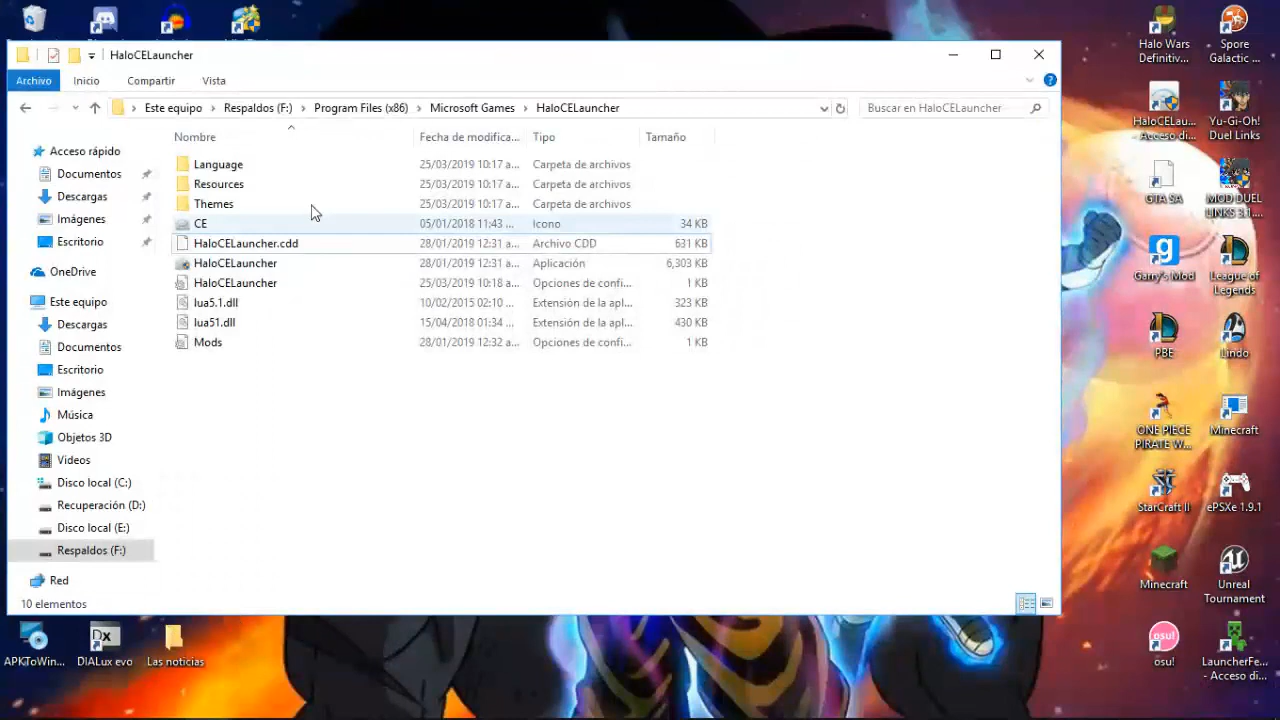 HaloCELauncher
Archivo Inicio Compartir Vista
Este equipo Respaldos (F:) Program Files (x86) Microsoft Games HaloCELauncher
Buscar en HaloCELauncher
Nombre Fecha de modifica... Tipo Tamaño
Language 25/03/2019 10:17 a... Carpeta de archivos
Resources 25/03/2019 10:17 a... Carpeta de archivos
Themes 25/03/2019 10:17 a... Carpeta de archivos
CE 05/01/2018 11:43 ... Icono 34 KB
HaloCELauncher.cdd 28/01/2019 12:31 a... Archivo CDD 631 KB
HaloCELauncher 28/01/2019 12:31 a... Aplicación 6,303 KB
HaloCELauncher 25/03/2019 10:18 a... Opciones de confi... 1 KB
lua5.1.dll 10/02/2015 02:10 ... Extensión de la apl... 323 KB
lua51.dll 15/04/2018 01:34 ... Extensión de la apl... 430 KB
Mods 28/01/2019 12:32 a... Opciones de confi... 1 KB
Acceso rápido
Documentos
Descargas
Imágenes
Escritorio
OneDrive
Este equipo
Descargas
Documentos
Escritorio
Imágenes
Música
Objetos 3D
Vídeos
Disco local (C:)
Recuperación (D:)
Disco local (E:)
Respaldos (F:)
Red
10 elementos
Halo Wars
Definitiv...
Spore
Galactic ...
HaloCELau...
- Acceso di...
Yu-Gi-Oh!
Duel Links
GTA SA
MOD DUEL
LINKS 3.1....
Garry's Mod
League of
Legends
PBE
Lindo
ONE PIECE
PIRATE W...
Minecraft
StarCraft II
ePSXe 1.9.1
Minecraft
Unreal
Tournament
osu!
osu!
LauncherFe...
- Acceso di...
APKToWin...
Dx
DIALux evo
Las noticias